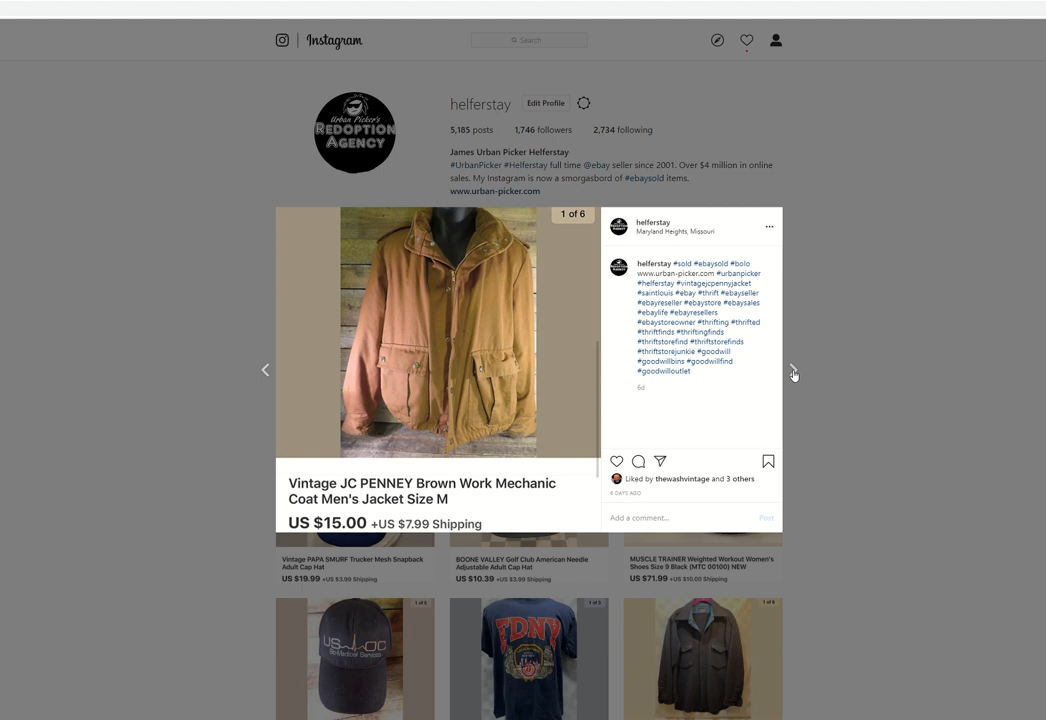 Instagram
Search
helferstay Edit Profile
5,185 posts 1,746 followers 2,734 following
James Urban Picker Helferstay
#UrbanPicker #Helferstay full time @ebay seller since 2001. Over $4 million in online
sales. My Instagram is now a smorgasbord of #ebaysold items.
www.urban-picker.com
Urban Picker's
REDOPTION
AGENCY
1 of 6
Vintage JC PENNEY Brown Work Mechanic
Coat Men's Jacket Size M
US $15.00 +US $7.99 Shipping
helferstay
Maryland Heights, Missouri
helferstay #sold #ebaysold #bolo
www.urban-picker.com #urbanpicker
#helferstay #vintagejcpennyjacket
#saintlouis #ebay #thrift #ebayseller
#ebayreseller #ebaystore #ebaysales
#ebaylife #ebayresellers
#ebaystoreowner #thrifting #thrifted
#thriftfinds #thriftingfinds
#thriftstorefind #thriftstorefinds
#thriftstorejunkie #goodwill
#goodwillbins #goodwillfind
#goodwilloutlet
6d
Liked by thewashvintage and 3 others
6 DAYS AGO
Add a comment... Post
Vintage PAPA SMURF Trucker Mesh Snapback
Adult Cap Hat
US $19.99 +US $3.99 Shipping
BOONE VALLEY Golf Club American Needle
Adjustable Adult Cap Hat
US $10.39 +US $3.99 Shipping
MUSCLE TRAINER Weighted Workout Women's
Shoes Size 9 Black (MTC 00100) NEW
US $71.99 +US $10.00 Shipping
FDNY